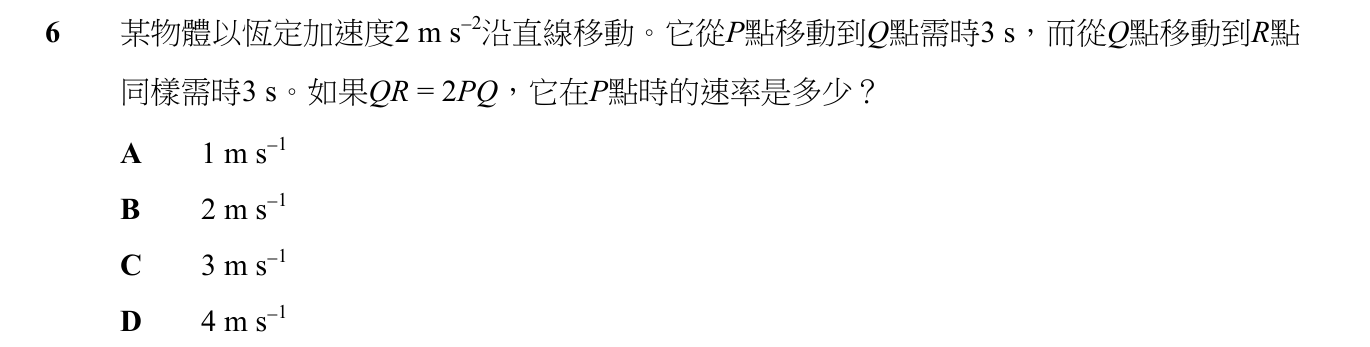 6 某物體以恆定加速度2 m s⁻²沿直線移動。它從P點移動到Q點需時3 s,而從Q點移動到R點
同樣需時3 s。如果QR = 2PQ,它在P點時的速率是多少?
A 1 m s⁻¹
B 2 m s⁻¹
C 3 m s⁻¹
D 4 m s⁻¹